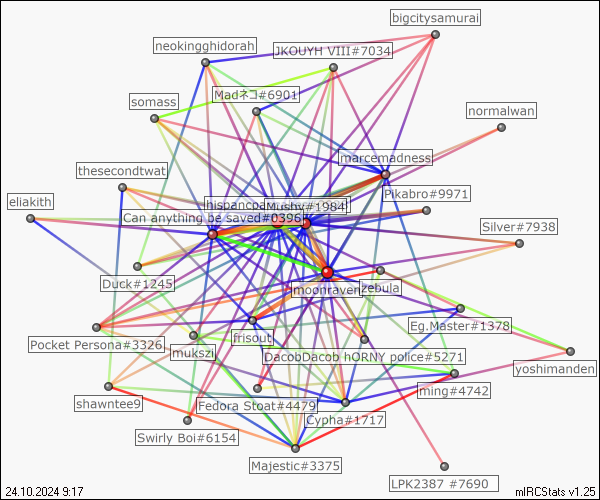 bigcitysamurai
neokingghidorah
JKOUYH VIII#7034
Madネコ#6901
somass
normalwan
marcemadness
thesecondtwat
Pikabro#9971
eliakith
Mushy#1984
Can anything be saved#0396
Silver#7938
Duck#1245
moonraven
zebula
Eg.Master#1378
frisout
Pocket Persona#3326
mukszi
DacobDacob hORNY police#5271
yoshimanden
ming#4742
shawntee9
Fedora Stoat#4479
Cypha#1717
Swirly Boi#6154
Majestic#3375
LPK2387 #7690
24.10.2024 9:17
mIRCStats v1.25